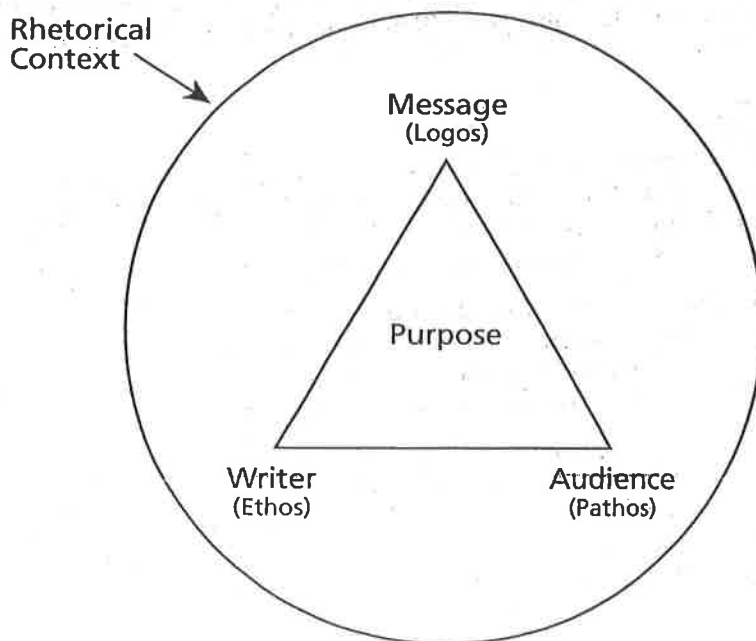 Rhetorical
Context
Message
(Logos)
Purpose
Writer
(Ethos)
Audience
(Pathos)